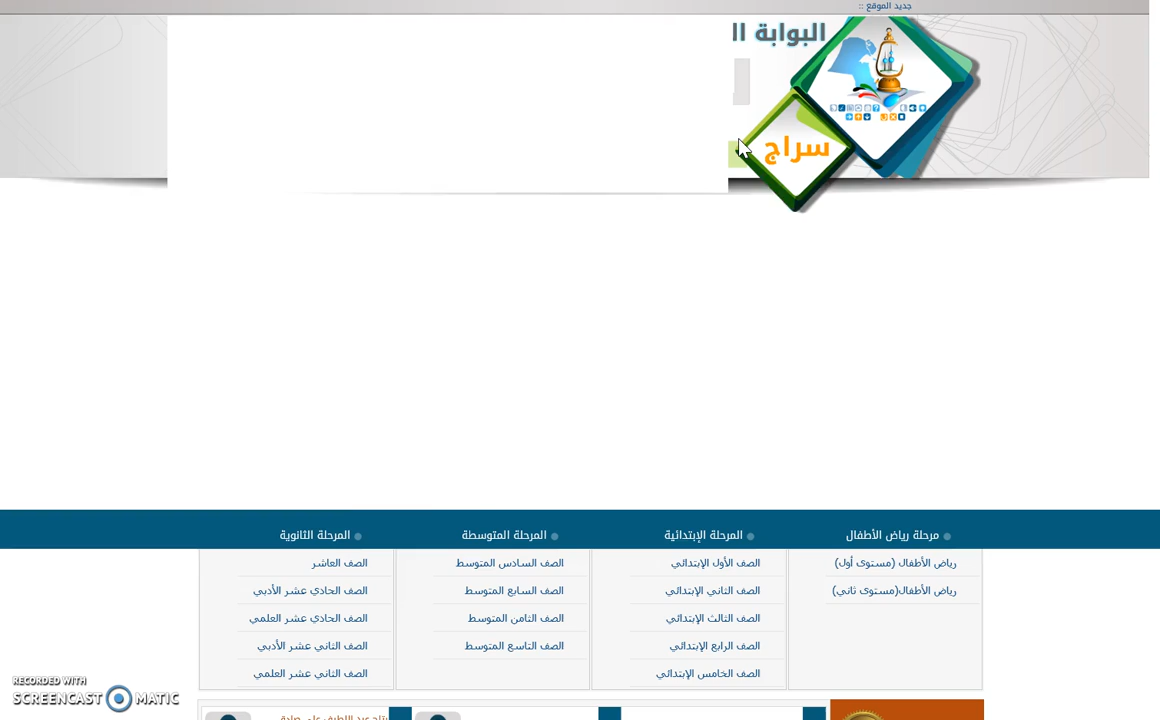 جديد الموقع ::
البوابة ا
سراج
مرحلة رياض الأطفال
رياض الأطفال (مستوى أول)
رياض الأطفال(مستوى ثاني)
المرحلة الإبتدائية
الصف الأول الإبتدائي
الصف الثاني الإبتدائي
الصف الثالث الإبتدائي
الصف الرابع الإبتدائي
الصف الخامس الإبتدائي
المرحلة المتوسطة
الصف السادس المتوسط
الصف السابع المتوسط
الصف الثامن المتوسط
الصف التاسع المتوسط
المرحلة الثانوية
الصف العاشر
الصف الحادي عشر الأدبي
الصف الحادي عشر العلمي
الصف الثاني عشر الأدبي
الصف الثاني عشر العلمي
RECORDED WITH
SCREENCAST MATIC